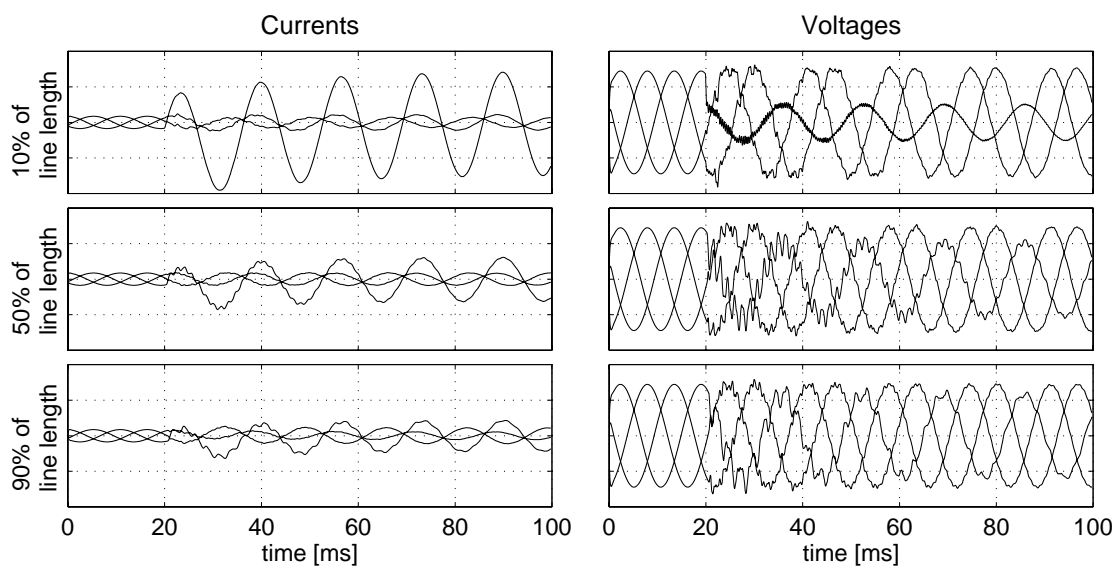 Currents
Voltages
10% of
line length
50% of
line length
90% of
line length
0 20 40 60 80 100
time [ms]
0 20 40 60 80 100
time [ms]